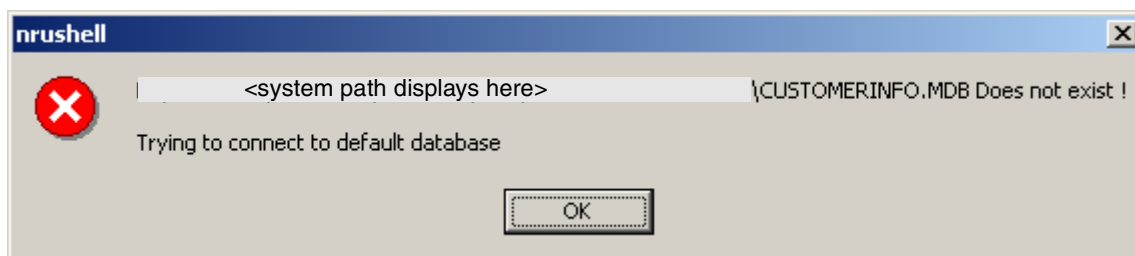 nrushell
<system path displays here> \CUSTOMERINFO.MDB Does not exist !
Trying to connect to default database
OK